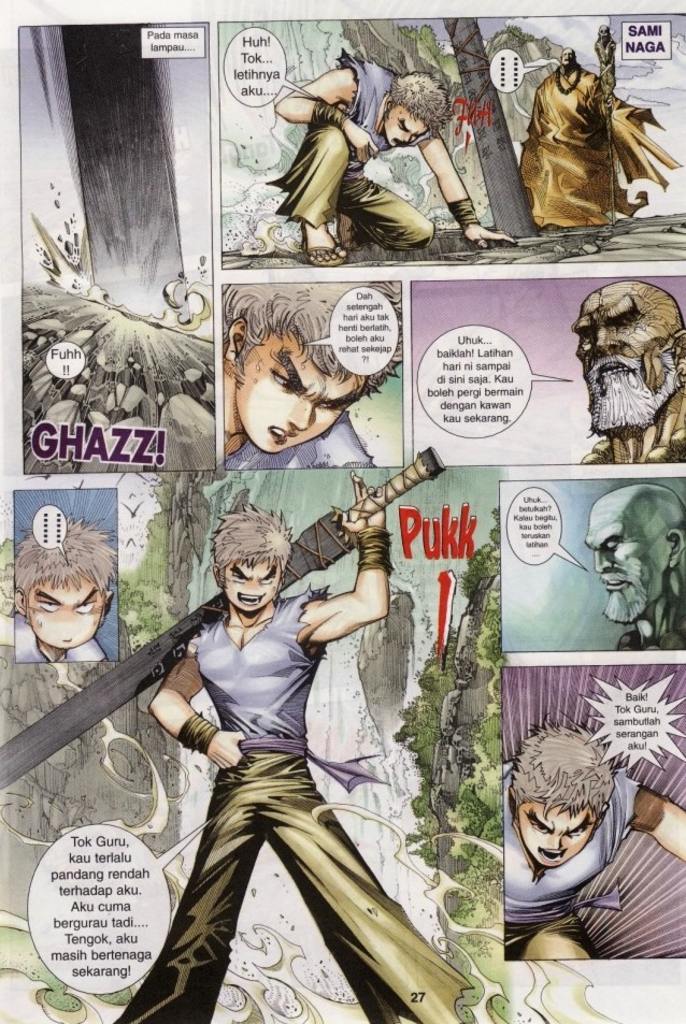 Pada masa
lampau....
Fuhh
!!
GHAZZ!
Huh!
Tok...
letihnya
aku....
SAMI
NAGA
Dah
setengah
hari aku tak
henti berlatih,
boleh aku
rehat sekejap
?!
Uhuk...
baiklah! Latihan
hari ni sampai
di sini saja. Kau
boleh pergi bermain
dengan kawan
kau sekarang.
Pukk
!
Uhuk...
betulkah?
Kalau begitu,
kau boleh
teruskan
latihan
....
Tok Guru,
kau terlalu
pandang rendah
terhadap aku.
Aku cuma
bergurau tadi....
Tengok, aku
masih bertenaga
sekarang!
Baik!
Tok Guru,
sambutlah
serangan
aku!
27